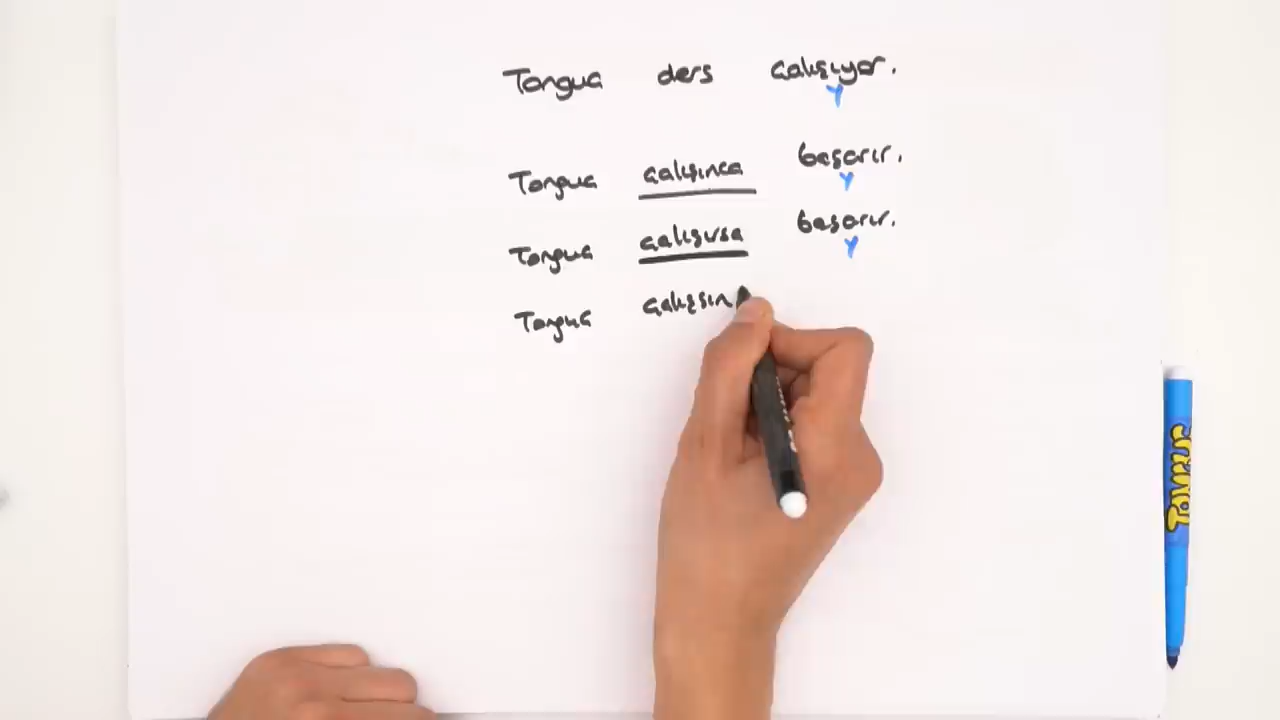 Tonguç ders çalışıyor.
Y
Tonguç çalışınca başarır.
Y
Tonguç çalışırsa başarır.
Y
Tonguç çalışsın